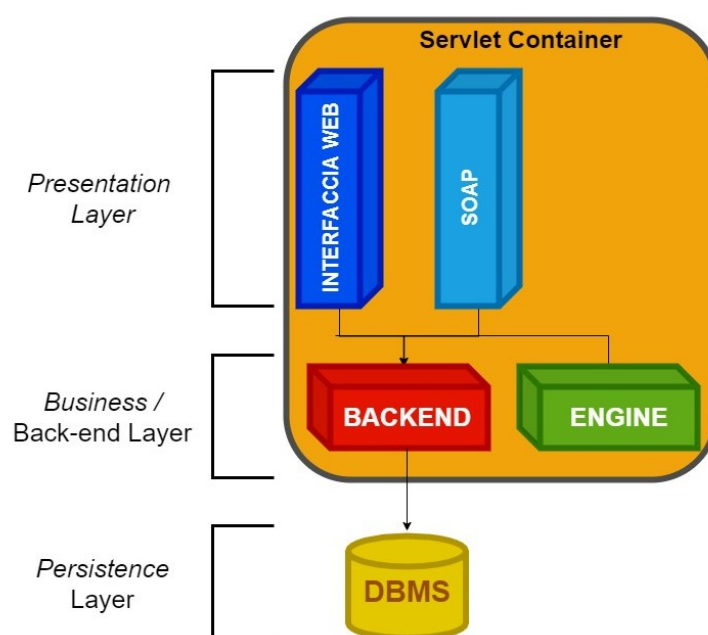 Servlet Container
Presentation
Layer
INTERFACCIA WEB
SOAP
Business /
Back-end Layer
BACKEND
ENGINE
Persistence
Layer
DBMS